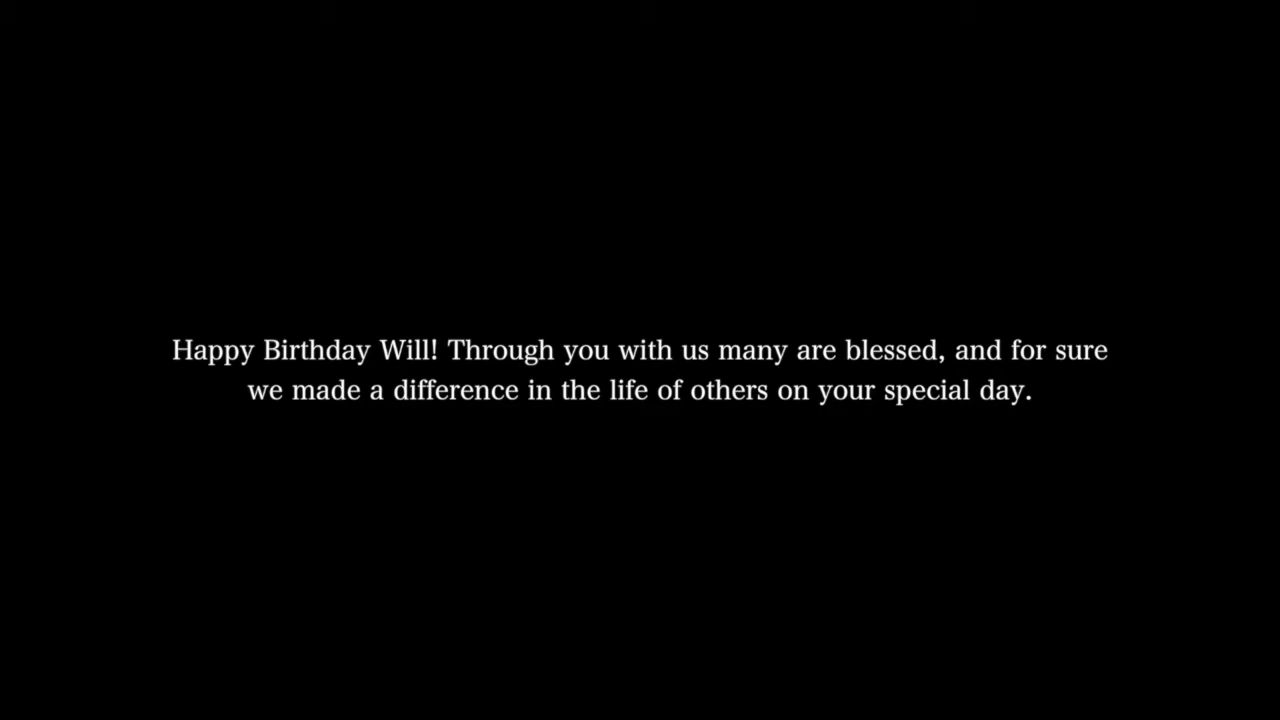 Happy Birthday Will! Through you with us many are blessed, and for sure
we made a difference in the life of others on your special day.